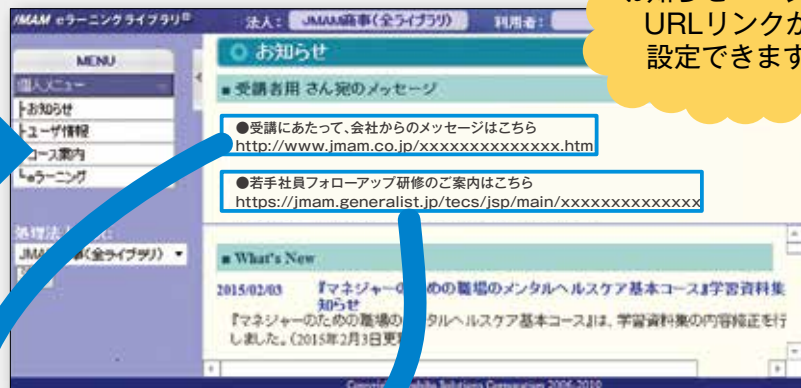 URLリンクが
設定できます
JMAM eラーニングライブラリ®
法人: JMAM商事(全ライブラリ) 利用者:
MENU
個人メニュー
お知らせ
ユーザ情報
コース案内
eラーニング
JMAM
(全ライブラリ)
お知らせ
■受講者用 さん宛のメッセージ
●受講にあたって、会社からのメッセージはこちら
http://www.jmam.co.jp/xxxxxxxxxxxxxx.htm
●若手社員フォローアップ研修のご案内はこちら
https://jmam.generalist.jp/tecs/jsp/main/xxxxxxxxxxxxxx
■ What's New
2015/02/03 『マネジャーのための職場のメンタルヘルスケア基本コース』学習資料集
知らせ
『マネジャーのための職場の タルヘルスケア基本コース』は、学習資料集の内容修正を行
しました。(2015年2月3日更
Solutions Corporation 2006-2010